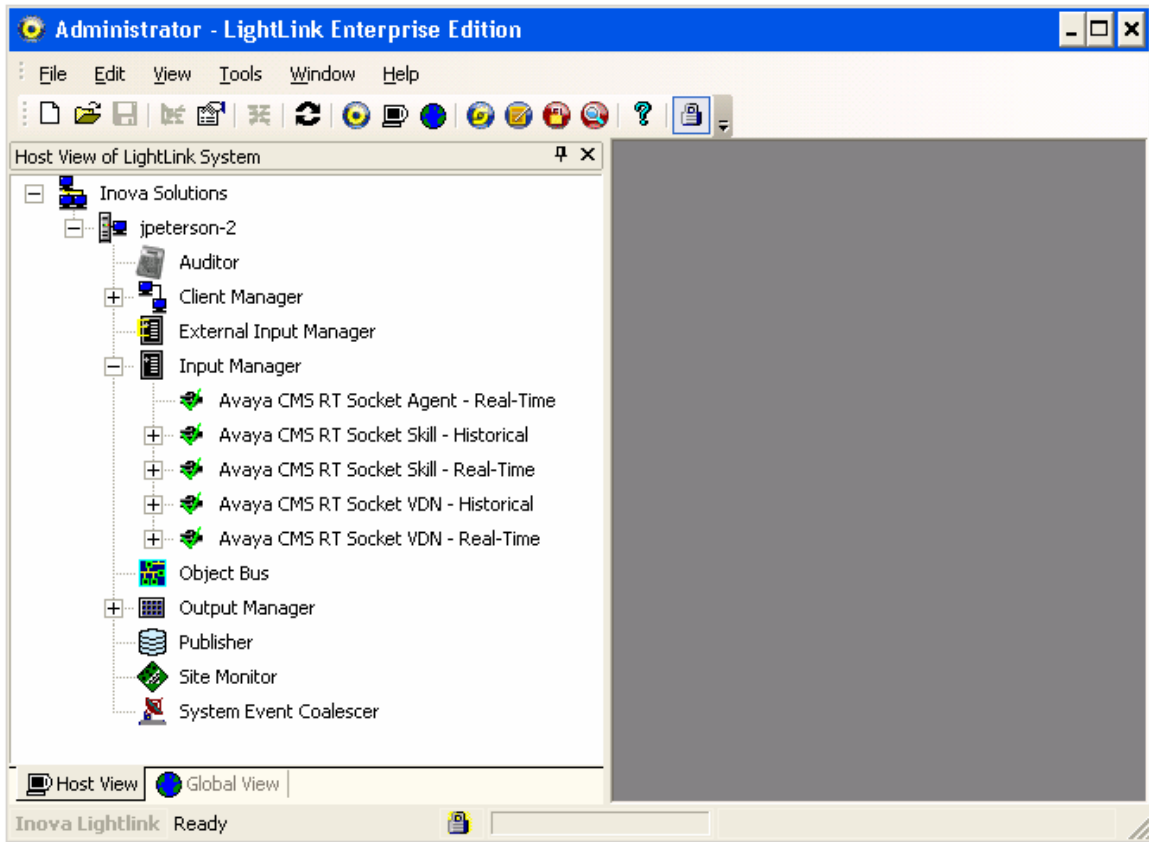 Administrator - LightLink Enterprise Edition
File Edit View Tools Window Help
Host View of LightLink System
Inova Solutions
jpeterson-2
Auditor
Client Manager
External Input Manager
Input Manager
Avaya CMS RT Socket Agent - Real-Time
Avaya CMS RT Socket Skill - Historical
Avaya CMS RT Socket Skill - Real-Time
Avaya CMS RT Socket VDN - Historical
Avaya CMS RT Socket VDN - Real-Time
Object Bus
Output Manager
Publisher
Site Monitor
System Event Coalescer
Host View Global View
Inova Lightlink Ready